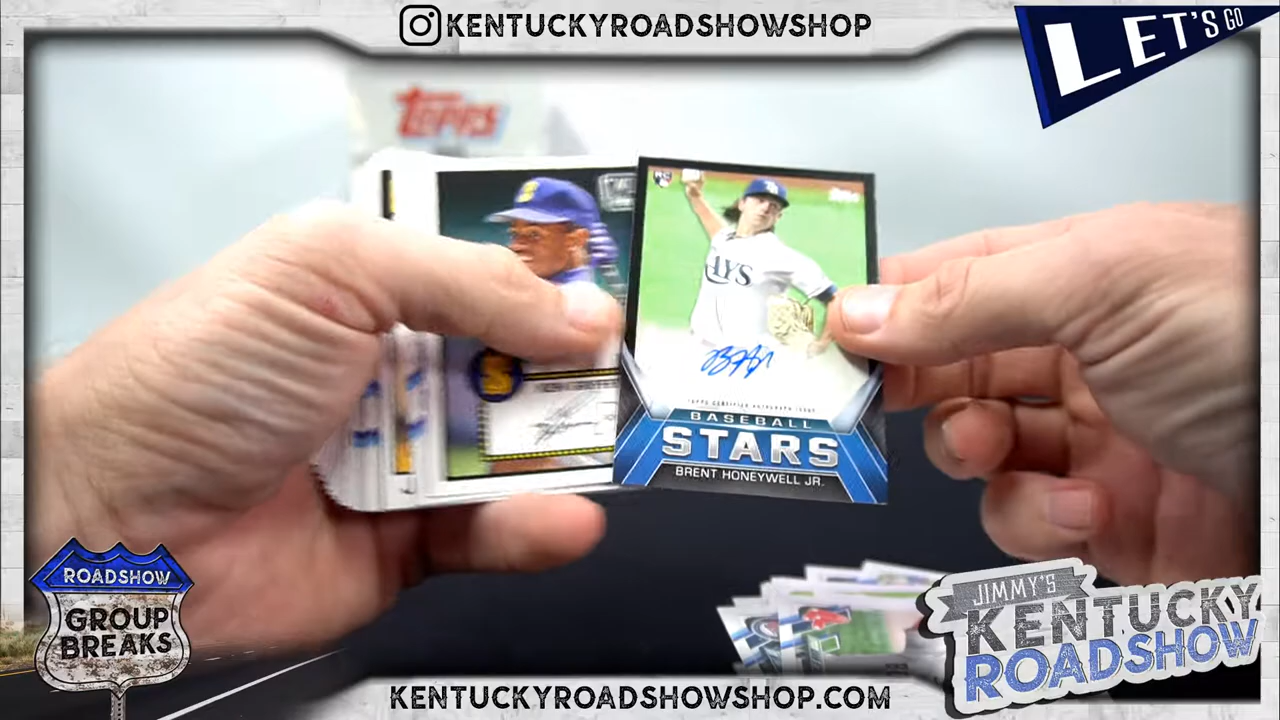 KENTUCKYROADSHOWSHOP
LET'S GO
TOPPS
RC
RAYS
S
TOPPS CERTIFIED AUTOGRAPH ISSUE
BASEBALL
STARS
BRENT HONEYWELL JR.
ROADSHOW
GROUP
BREAKS
JIMMY'S
KENTUCKY
ROADSHOW
KENTUCKYROADSHOWSHOP.COM